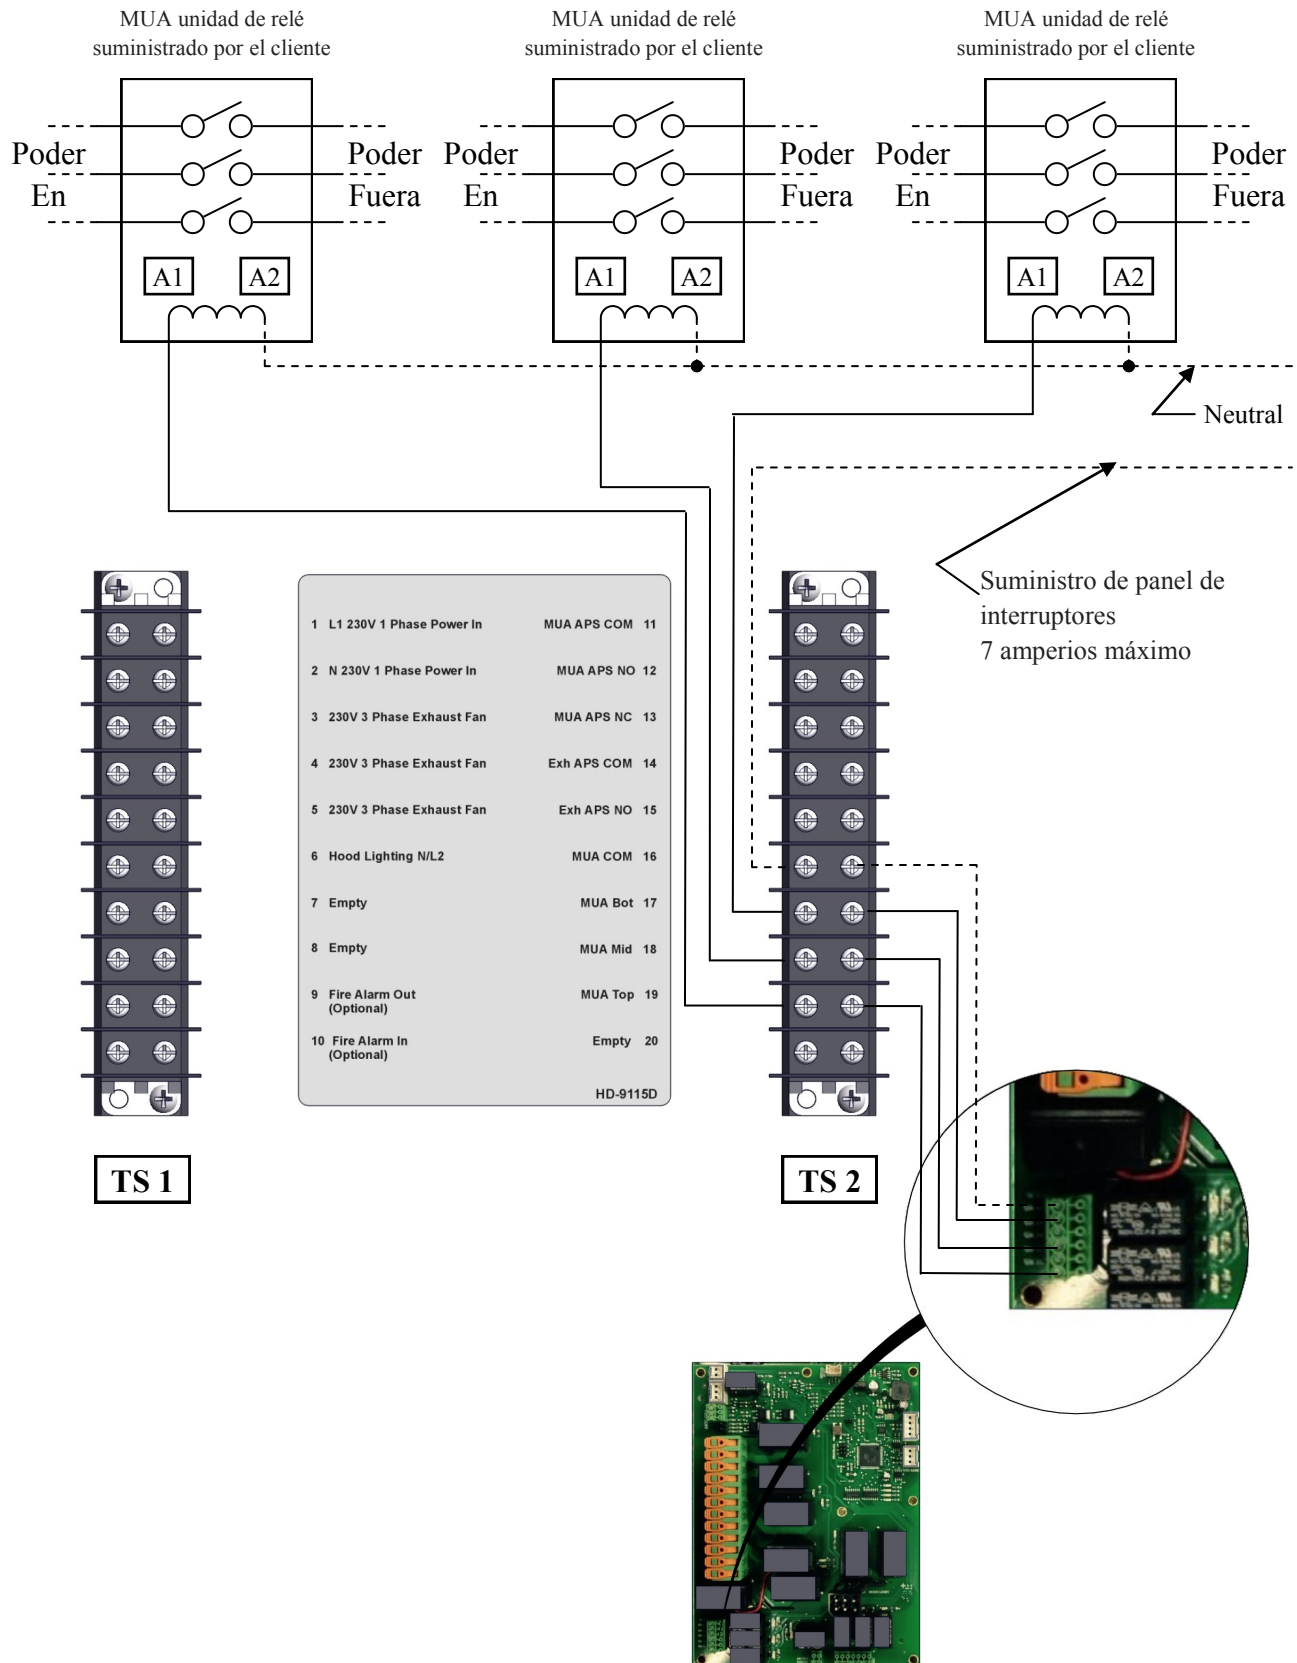 MUA unidad de relé
suministrado por el cliente
MUA unidad de relé
suministrado por el cliente
MUA unidad de relé
suministrado por el cliente
Poder
En
Poder
Fuera
Poder
En
Poder
Fuera
Poder
En
Poder
Fuera
A1
A2
A1
A2
A1
A2
Neutral
Suministro de panel de
interruptores
7 amperios máximo
1 L1 230V 1 Phase Power In
MUA APS COM 11
2 N 230V 1 Phase Power In
MUA APS NO 12
3 230V 3 Phase Exhaust Fan
MUA APS NC 13
4 230V 3 Phase Exhaust Fan
Exh APS COM 14
5 230V 3 Phase Exhaust Fan
Exh APS NO 15
6 Hood Lighting N/L2
MUA COM 16
7 Empty
MUA Bot 17
8 Empty
MUA Mid 18
9 Fire Alarm Out
(Optional)
MUA Top 19
10 Fire Alarm In
(Optional)
Empty 20
HD-9115D
TS 1
TS 2